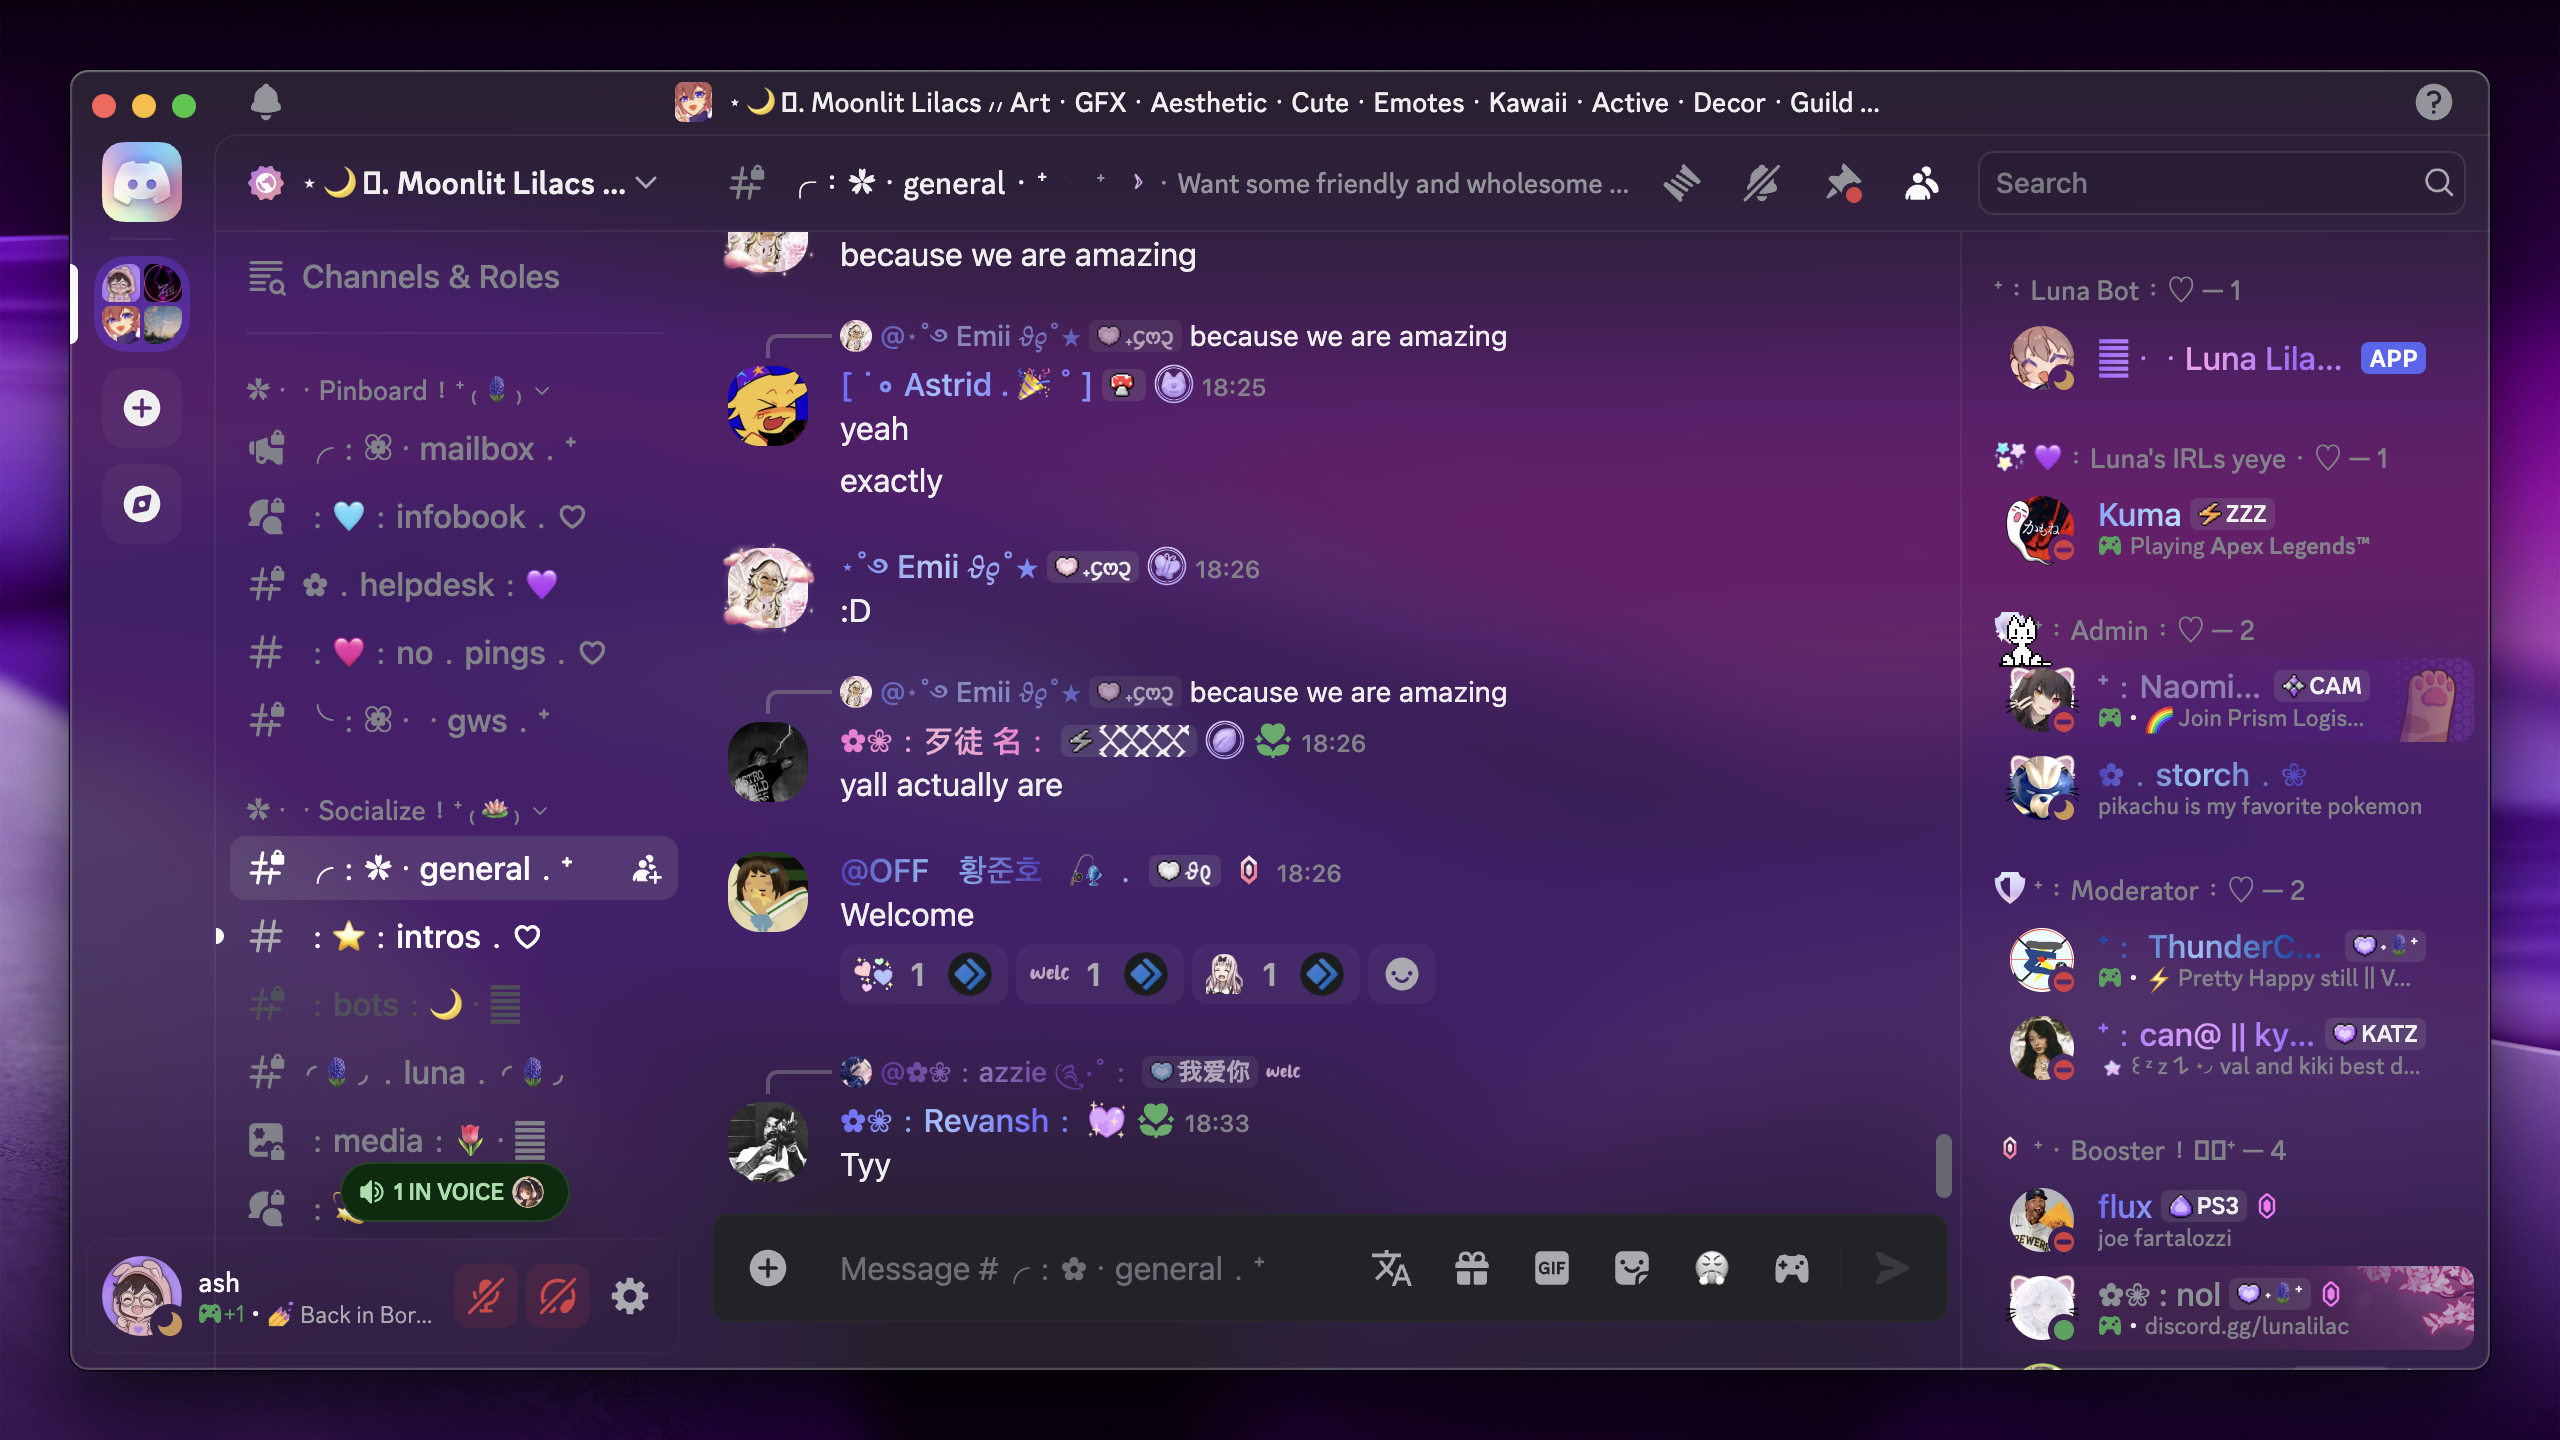 ⋆🌙. Moonlit Lilacs ⸝⸝ Art · GFX · Aesthetic · Cute · Emotes · Kawaii · Active · Decor · Guild ...
⋆🌙. Moonlit Lilacs ...
╭ : ✿ · general · ⁺ ⁺ › · Want some friendly and wholesome ...
Search
Channels & Roles
✿ · · Pinboard ! ⁺ ₍ 🪻 ₎
╭ : ❀ · mailbox . ⁺
: 🩵 : infobook . ♡
✿ . helpdesk : 💜
: 🩷 : no . pings . ♡
╰ : ❀ · · gws . ⁺
✿ · · Socialize ! ⁺ ₍ 🪷 ₎
╭ : ✿ · general . ⁺
: ⭐ : intros . ♡
: bots : 🌙 ·
╭ 🪻 ╯ . luna . ╭ 🪻 ╯
: media : 🌷 ·
1 IN VOICE
ash
+1 • 💅 Back in Bor...
because we are amazing
@⋆˚࿔ Emii 𝜗𝜚˚★ because we are amazing
[ ˙∘ Astrid . 🎉 ˚ ] 18:25
yeah
exactly
⋆˚࿔ Emii 𝜗𝜚˚★ 18:26
:D
@⋆˚࿔ Emii 𝜗𝜚˚★ because we are amazing
✿❀ : 歹徒 名 : 18:26
yall actually are
@OFF 황준호 🎣 . 𝜗𝜚 18:26
Welcome
1 welc 1 1
@✿❀ : azzie : 我爱你 welc
✿❀ : Revansh : 18:33
Tyy
Message # ╭ : ✿ · general . ⁺
GIF
⁺ : Luna Bot : ♡ — 1
· · Luna Lila... APP
💜 : Luna's IRLs yeye · ♡ — 1
Kuma ZZZ
Playing Apex Legends™
⁺ : Admin : ♡ — 2
⁺ : Naomi... CAM
• 🌈 Join Prism Logis...
✿ . storch . ❀
pikachu is my favorite pokemon
⁺ : Moderator : ♡ — 2
⁺ : ThunderC...
• ⚡ Pretty Happy still || V...
⁺ : can@ || ky... KATZ
val and kiki best d...
⁺ · Booster ! ⁺ — 4
flux PS3
joe fartalozzi
✿❀ : nol
• discord.gg/lunalilac